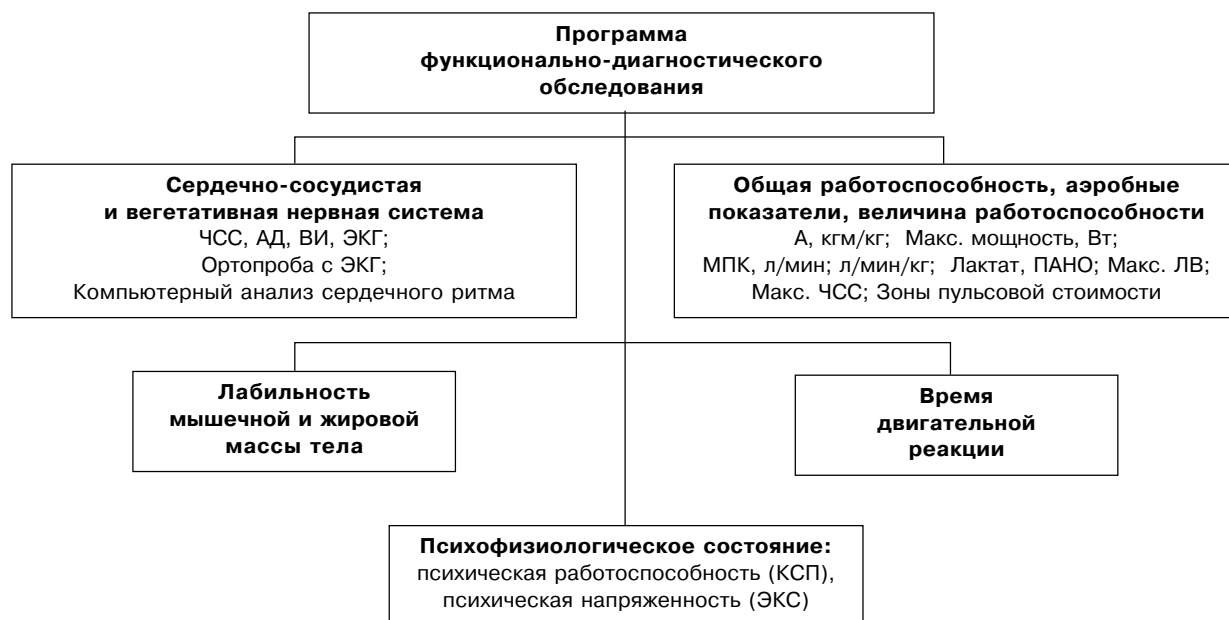 Программа
функционально-диагностического
обследования
Сердечно-сосудистая
и вегетативная нервная система
ЧСС, АД, ВИ, ЭКГ;
Ортопроба с ЭКГ;
Компьютерный анализ сердечного ритма
Общая работоспособность, аэробные
показатели, величина работоспособности
А, кгм/кг; Макс. мощность, Вт;
МПК, л/мин; л/мин/кг; Лактат, ПАНО; Макс. ЛВ;
Макс. ЧСС; Зоны пульсовой стоимости
Лабильность
мышечной и жировой
массы тела
Время
двигательной
реакции
Психофизиологическое состояние:
психическая работоспособность (КСП),
психическая напряженность (ЭКС)